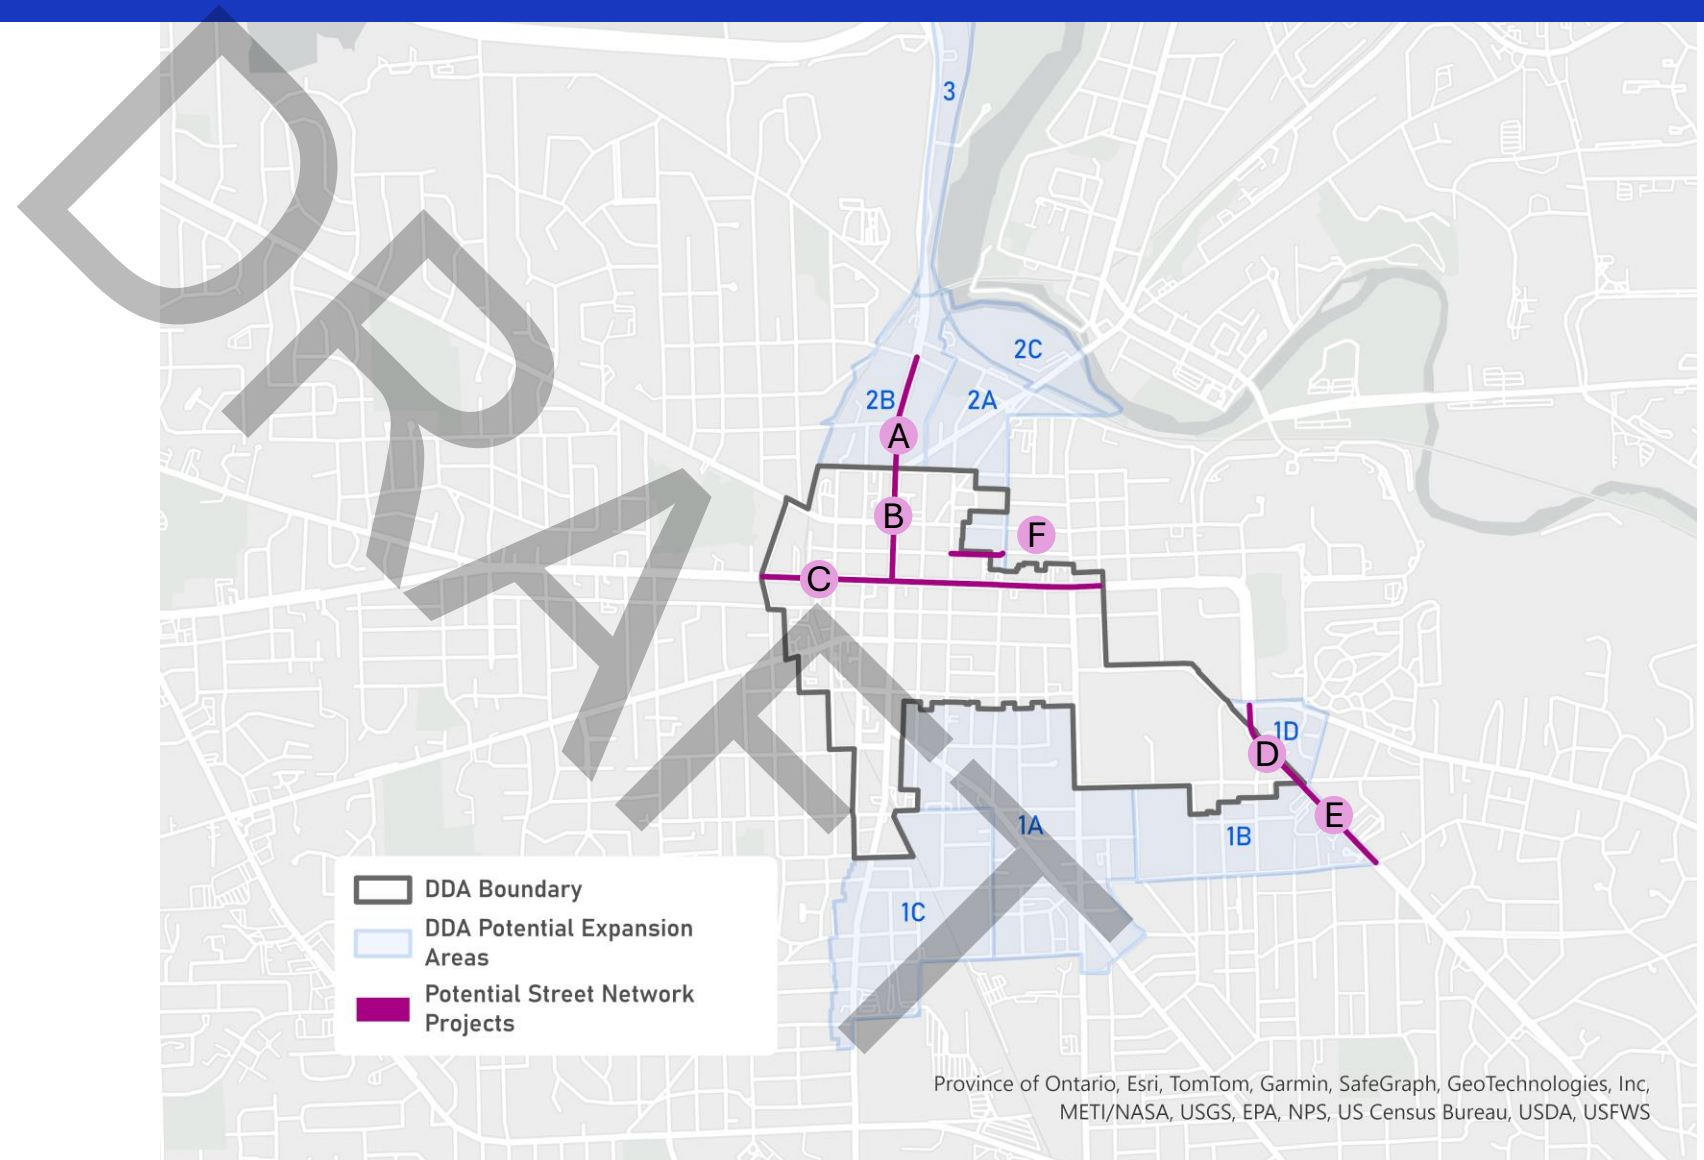 DRAFT
3
2C
2B
2A
A
B
F
C
1D
D
E
1A
1B
1C
DDA Boundary
DDA Potential Expansion
Areas
Potential Street Network
Projects
Province of Ontario, Esri, TomTom, Garmin, SafeGraph, GeoTechnologies, Inc,
METI/NASA, USGS, EPA, NPS, US Census Bureau, USDA, USFWS